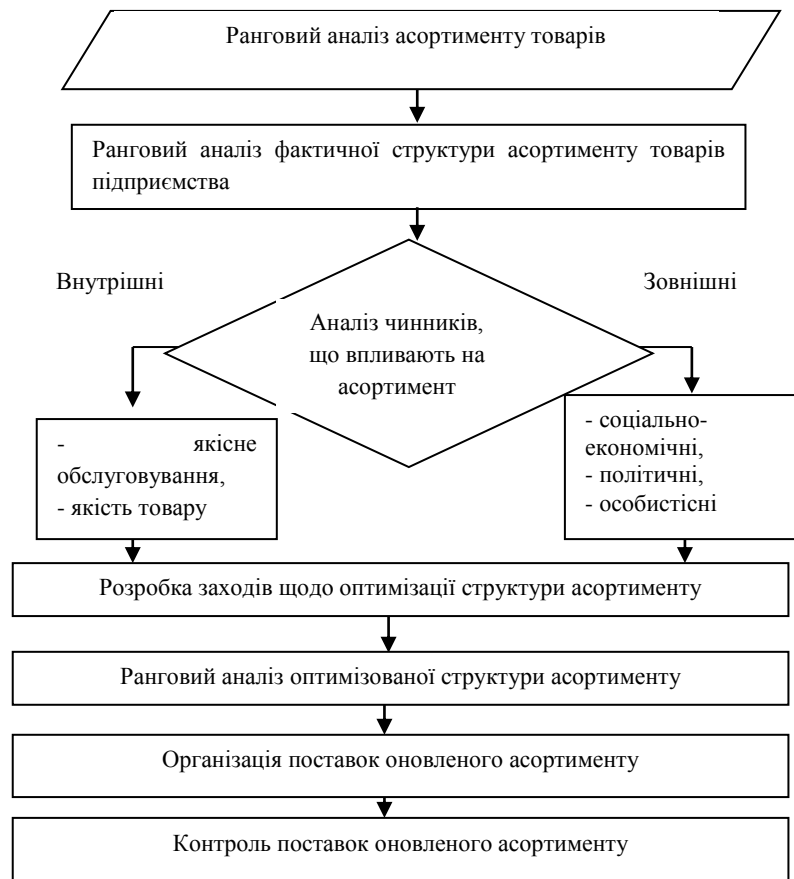 Ранговий аналіз асортименту товарів
Ранговий аналіз фактичної структури асортименту товарів
підприємства
Внутрішні
Зовнішні
Аналіз чинників,
що впливають на
асортимент
- якісне
обслуговування,
- якість товару
- соціально-
економічні,
- політичні,
- особистісні
Розробка заходів щодо оптимізації структури асортименту
Ранговий аналіз оптимізованої структури асортименту
Організація поставок оновленого асортименту
Контроль поставок оновленого асортименту